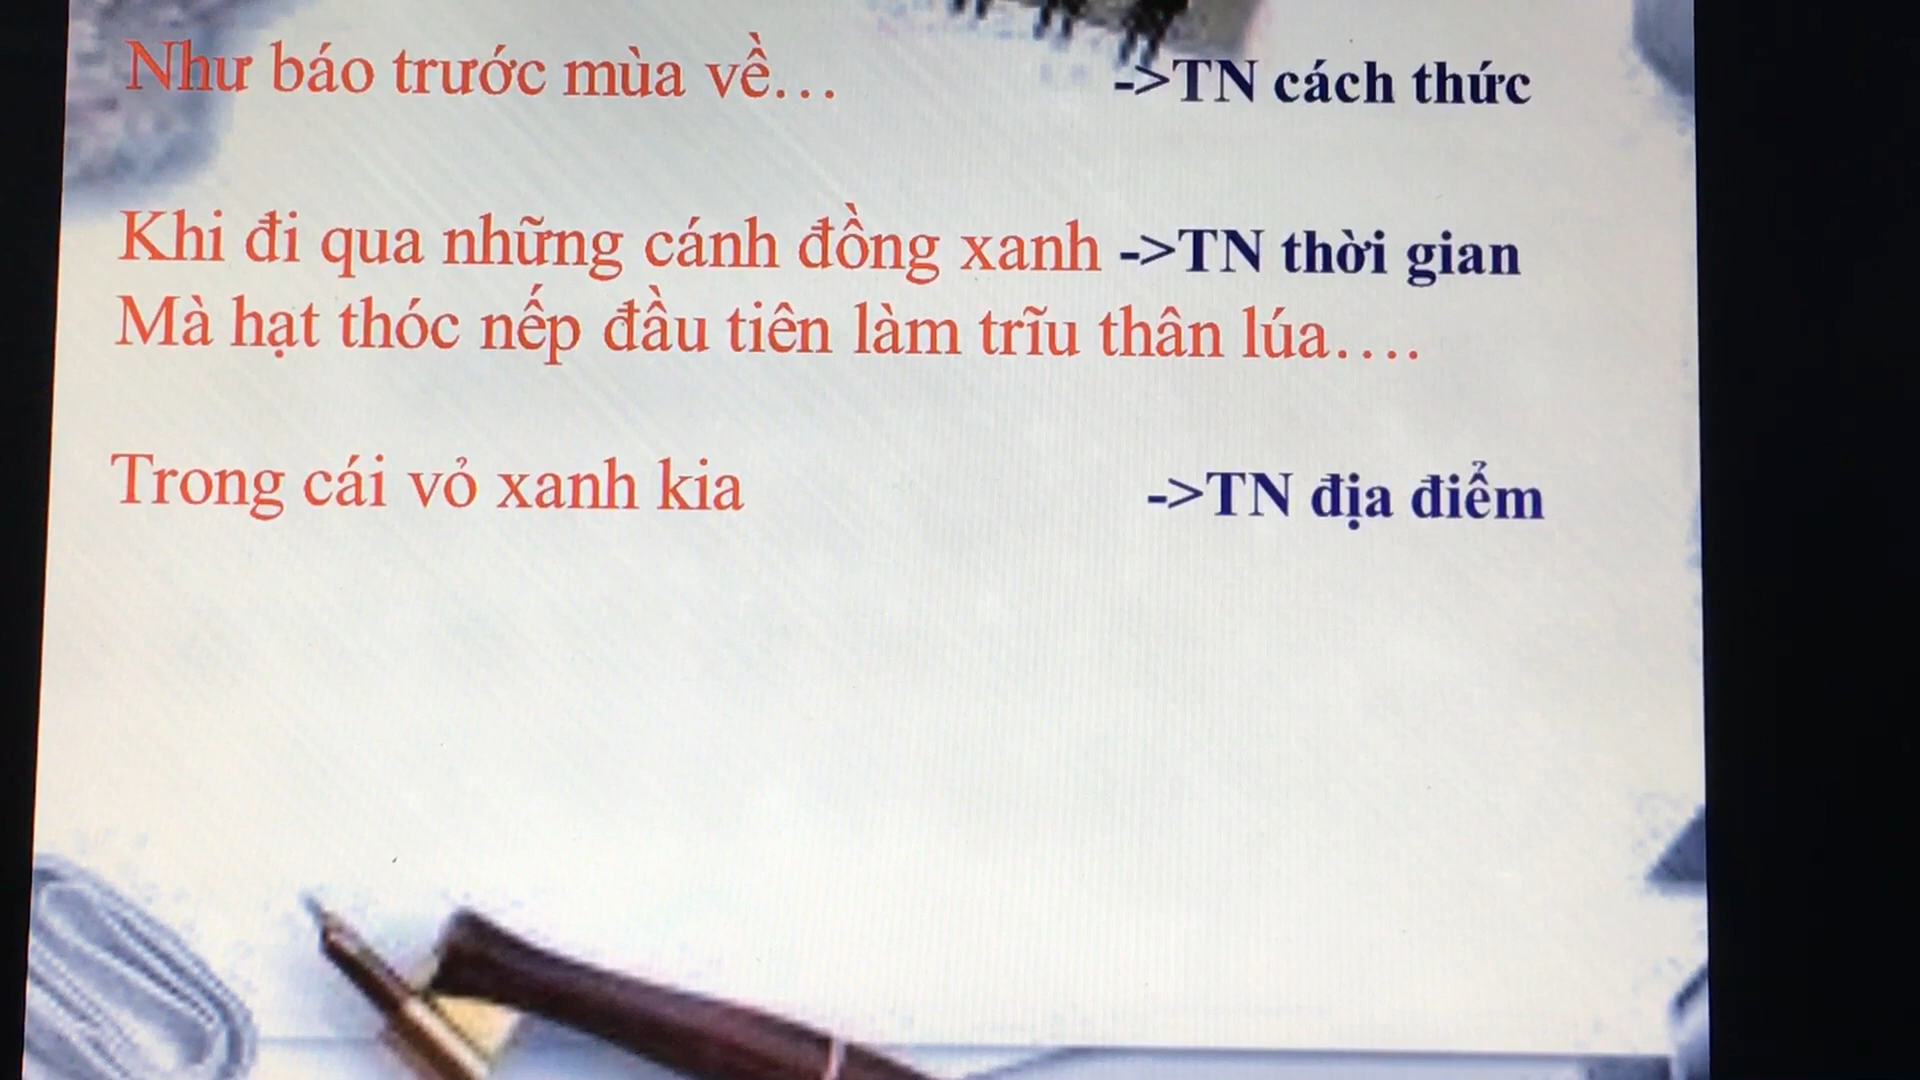 Như báo trước mùa về... ->TN cách thức
Khi đi qua những cánh đồng xanh ->TN thời gian
Mà hạt thóc nếp đầu tiên làm trĩu thân lúa....
Trong cái vỏ xanh kia ->TN địa điểm